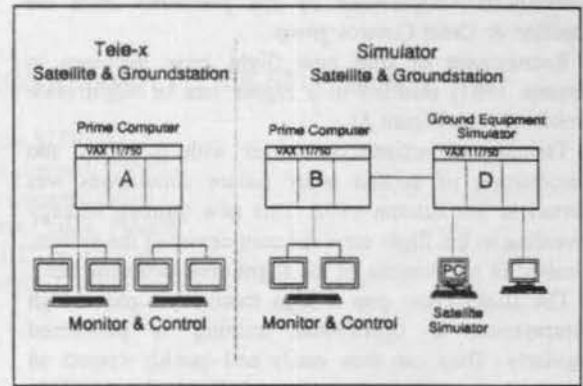 Tele-x
Satellite & Groundstation
Simulator
Satellite & Groundstation
Prime Computer
VAX 11/750
A
Prime Computer
VAX 11/750
B
Ground Equipment
Simulator
VAX 11/750
D
Monitor & Control
Monitor & Control
PC
Satellite
Simulator